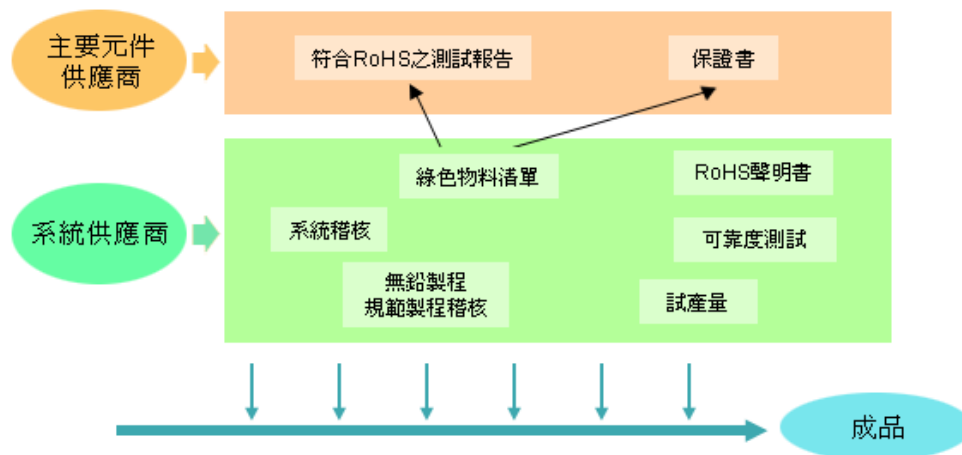 主要元件
供應商
符合RoHS之測試報告
保證書
綠色物料清單
RoHS聲明書
系統供應商
系統稽核
可靠度測試
無鉛製程
規範製程稽核
試產量
成品